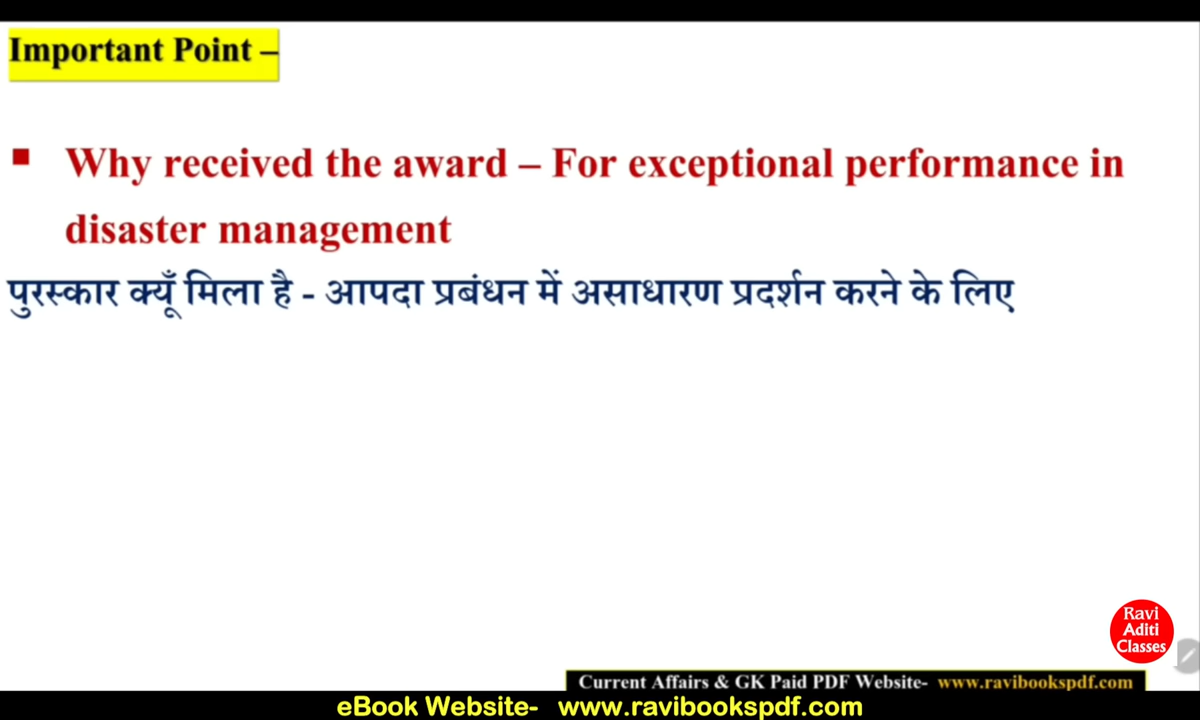 Important Point –
▪ Why received the award – For exceptional performance in
disaster management
पुरस्कार क्यूँ मिला है - आपदा प्रबंधन में असाधारण प्रदर्शन करने के लिए
Ravi
Aditi
Classes
Current Affairs & GK Paid PDF Website- www.ravibookspdf.com
eBook Website- www.ravibookspdf.com